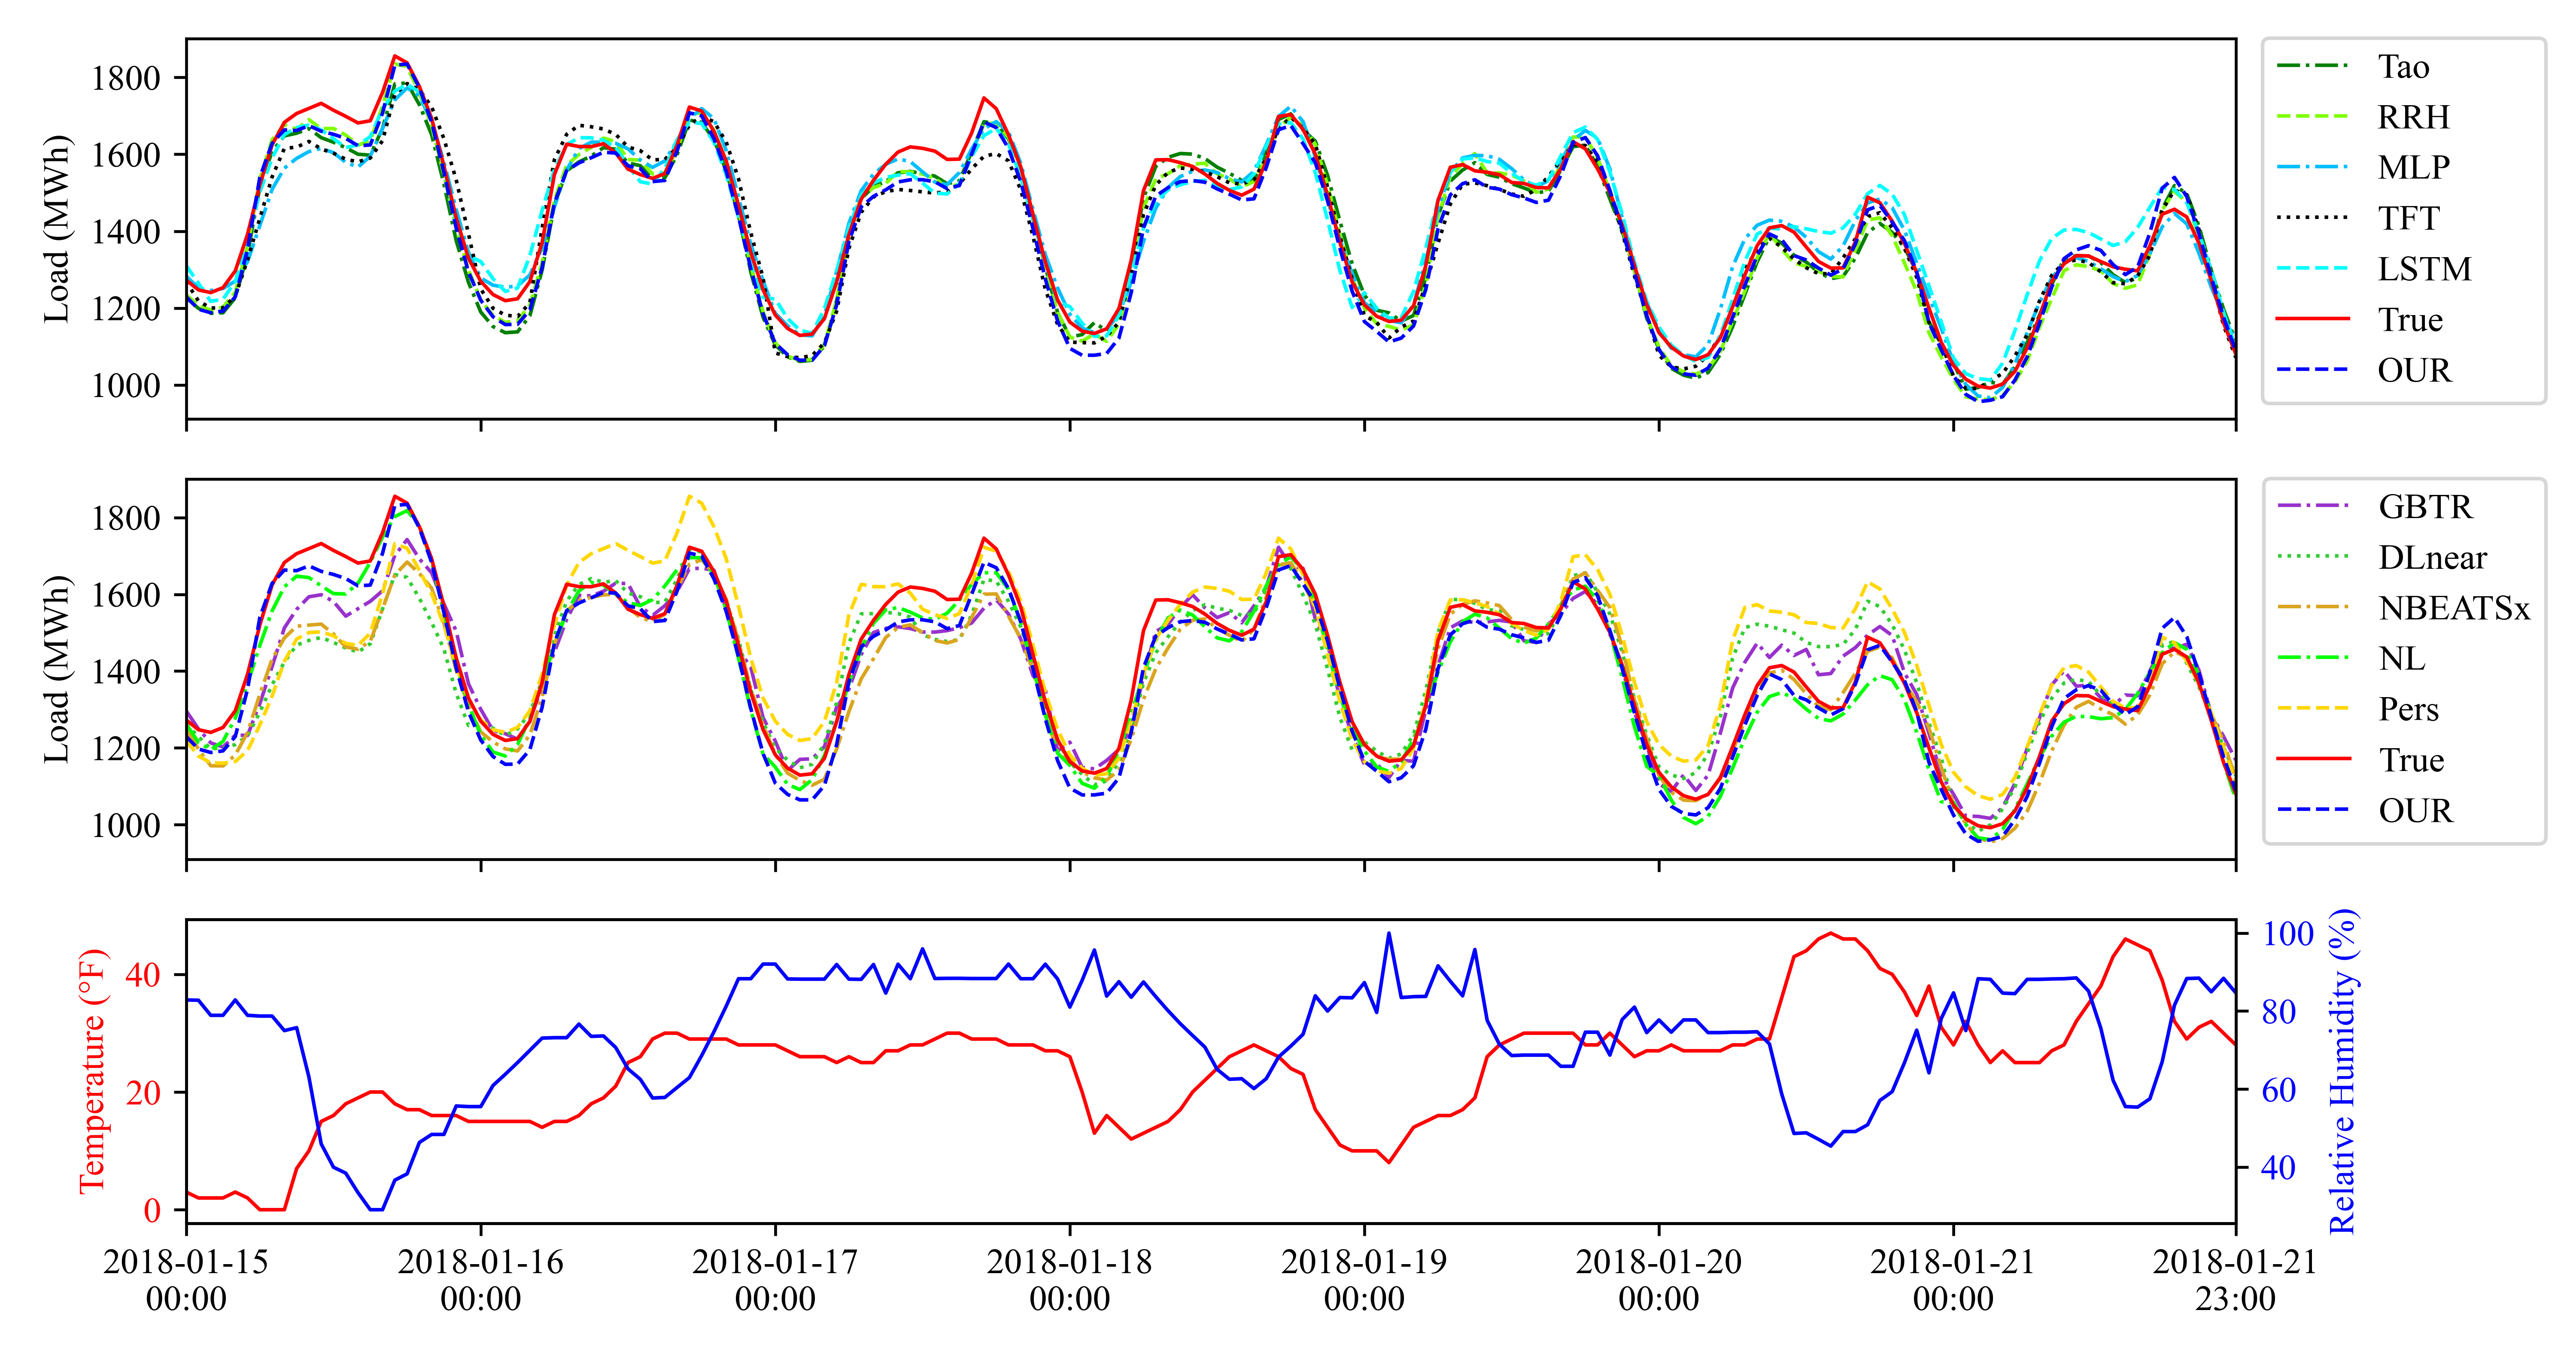 Load (MWh)
1800
1600
1400
1200
1000
Tao
RRH
MLP
TFT
LSTM
True
OUR
Load (MWh)
1800
1600
1400
1200
1000
GBTR
DLnear
NBEATSx
NL
Pers
True
OUR
Temperature (°F)
40
20
0
Relative Humidity (%)
100
80
60
40
2018-01-15
00:00
2018-01-16
00:00
2018-01-17
00:00
2018-01-18
00:00
2018-01-19
00:00
2018-01-20
00:00
2018-01-21
00:00
2018-01-21
23:00